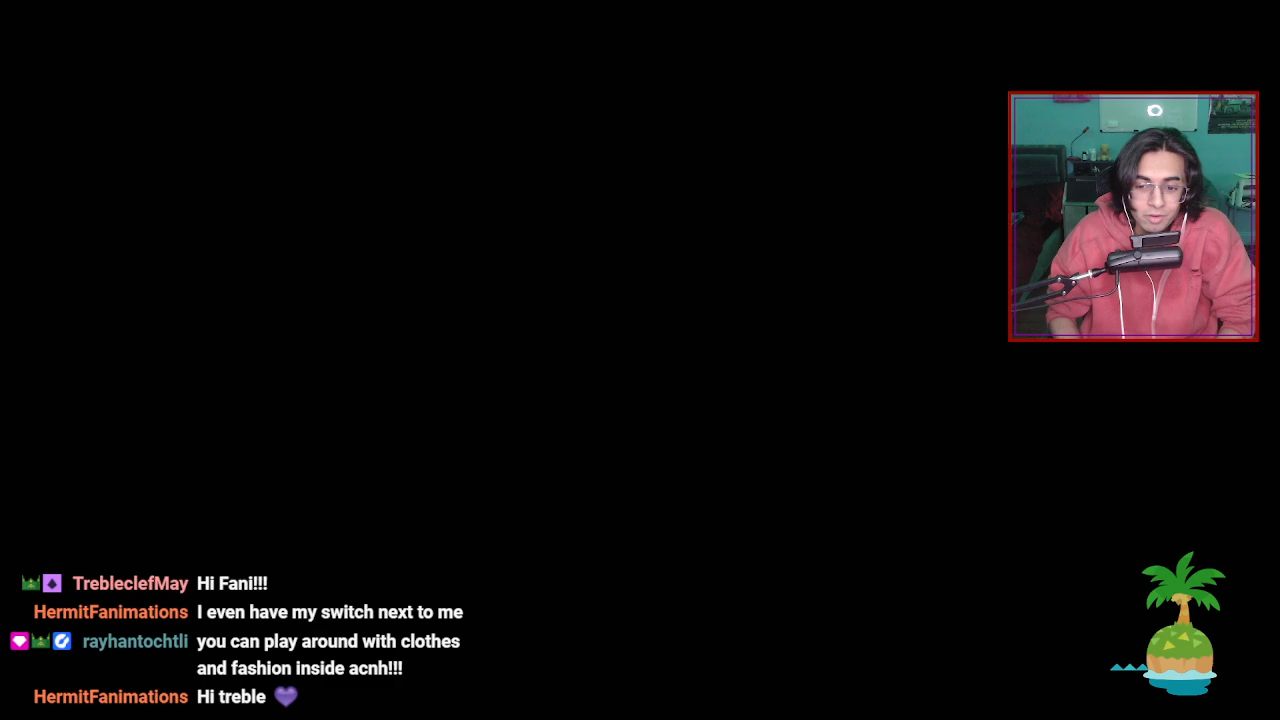 TrebleclefMay Hi Fani!!!
HermitFanimations I even have my switch next to me
rayhantochtli you can play around with clothes
and fashion inside acnh!!!
HermitFanimations Hi treble